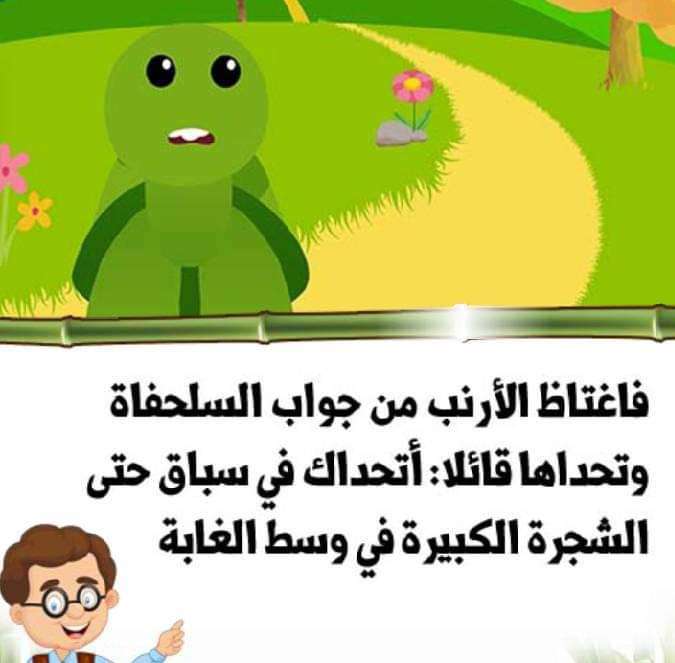 فاغتاظ الأرنب من جواب السلحفاة
وتحداها قائلا: أتحداك في سباق حتى
الشجرة الكبيرة في وسط الغابة